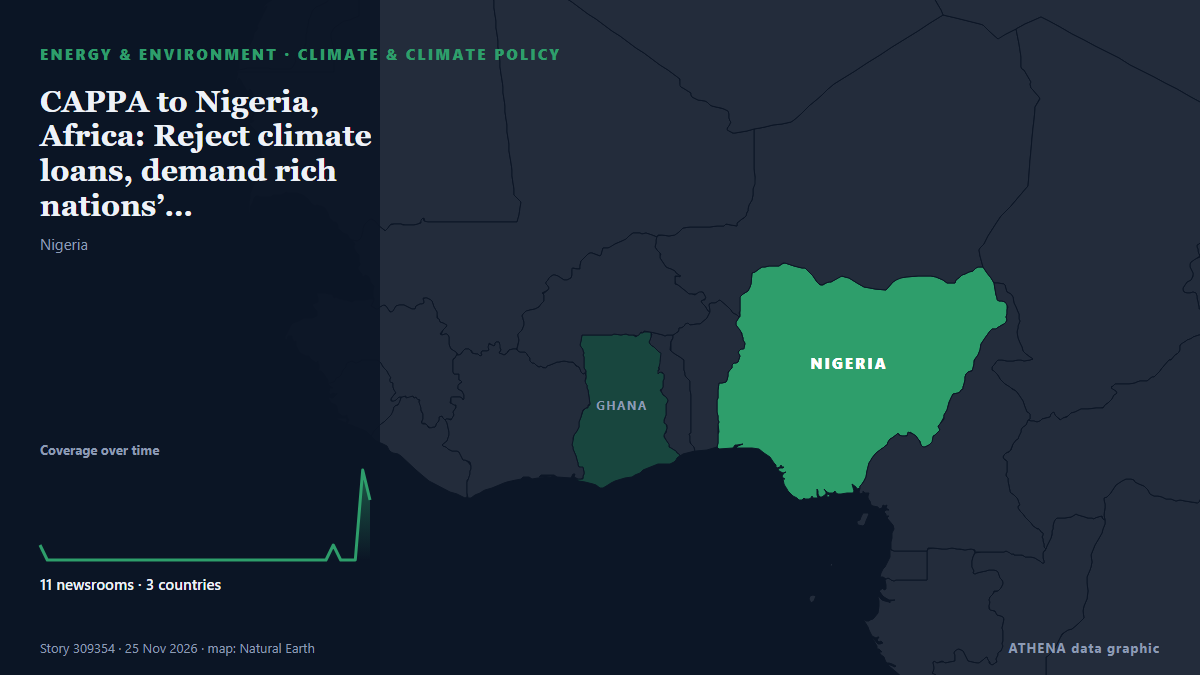 ENERGY & ENVIRONMENT · CLIMATE & CLIMATE POLICY
CAPPA to Nigeria,
Africa: Reject climate
loans, demand rich
nations’...
Nigeria
NIGERIA
GHANA
Coverage over time
11 newsrooms · 3 countries
Story 309354 · 25 Nov 2026 · map: Natural Earth
ATHENA data graphic